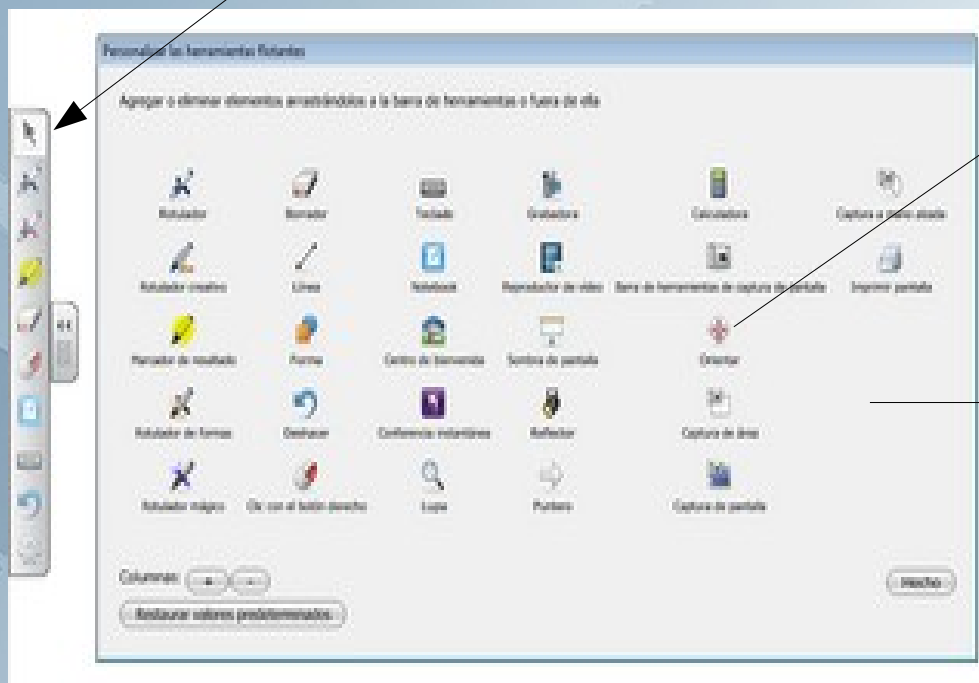 Personalizar las herramientas flotantes
Agregar o eliminar elementos arrastrándolos a la barra de herramientas o fuera de ella
Rotulador Borrador Teclado Grabadora Calculadora Captura a mano alzada
Rotulador creativo Línea Notebook Reproductor de vídeo Barra de herramientas de captura de pantalla Imprimir pantalla
Marcador de resaltado Forma Centro de bienvenida Sombra de pantalla Orientar
Rotulador de formas Deshacer Conferencia instantánea Reflector Captura de área
Rotulador mágico Clic con el botón derecho Lupa Puntero Captura de pantalla
Columnas: + -
Hecho
Restaurar valores predeterminados